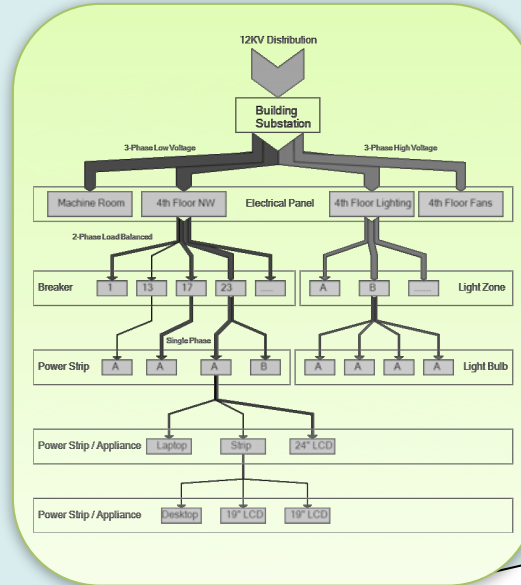 12KV Distribution
Building
Substation
3-Phase Low Voltage
3-Phase High Voltage
Machine Room
4th Floor NW
Electrical Panel
4th Floor Lighting
4th Floor Fans
2-Phase Load Balanced
Breaker
1
13
17
23
.....
A
B
.......
Light Zone
Single Phase
Power Strip
A
A
A
B
A
A
A
A
Light Bulb
Power Strip / Appliance
Laptop
Strip
24" LCD
Power Strip / Appliance
Desktop
19" LCD
19" LCD